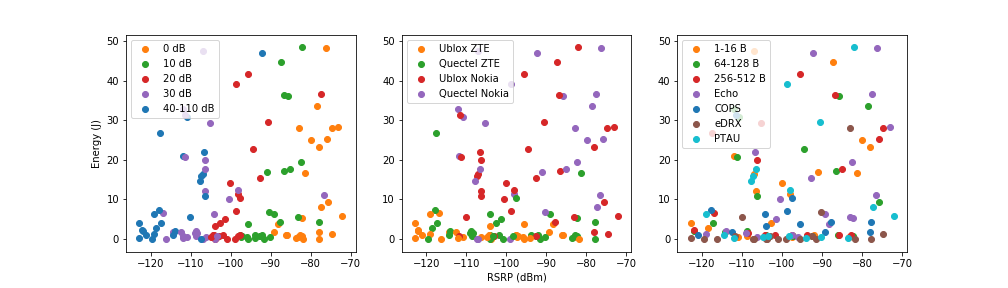 0 dB
10 dB
20 dB
30 dB
40-110 dB
Ublox ZTE
Quectel ZTE
Ublox Nokia
Quectel Nokia
1-16 B
64-128 B
256-512 B
Echo
COPS
eDRX
PTAU
Energy (J)
50
40
30
20
10
0
−120 −110 −100 −90 −80 −70
50
40
30
20
10
0
−120 −110 −100 −90 −80 −70
50
40
30
20
10
0
−120 −110 −100 −90 −80 −70
RSRP (dBm)